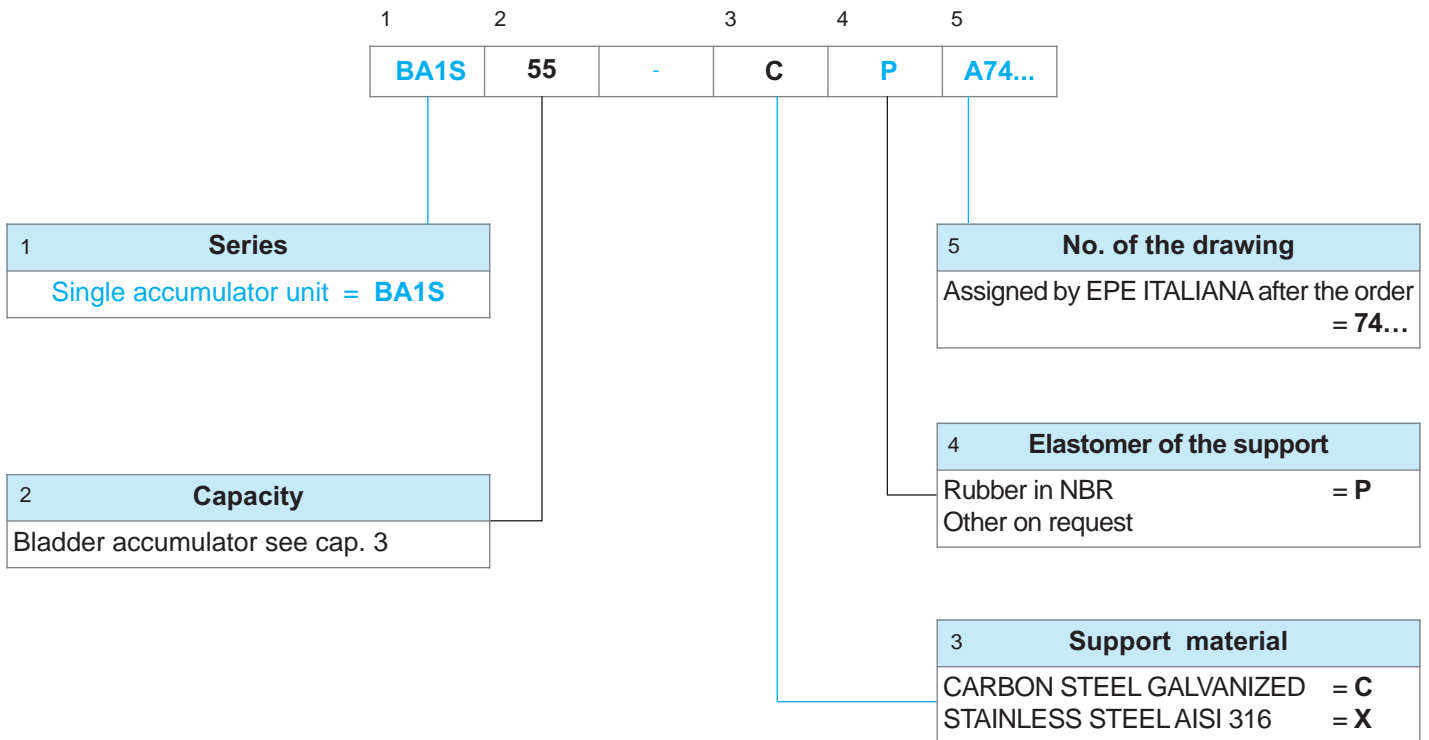 1 2 3 4 5
BA1S 55 - C P A74...
1 Series
Single accumulator unit = BA1S
5 No. of the drawing
Assigned by EPE ITALIANA after the order
= 74…
4 Elastomer of the support
Rubber in NBR = P
Other on request
2 Capacity
Bladder accumulator see cap. 3
3 Support material
CARBON STEEL GALVANIZED = C
STAINLESS STEEL AISI 316 = X